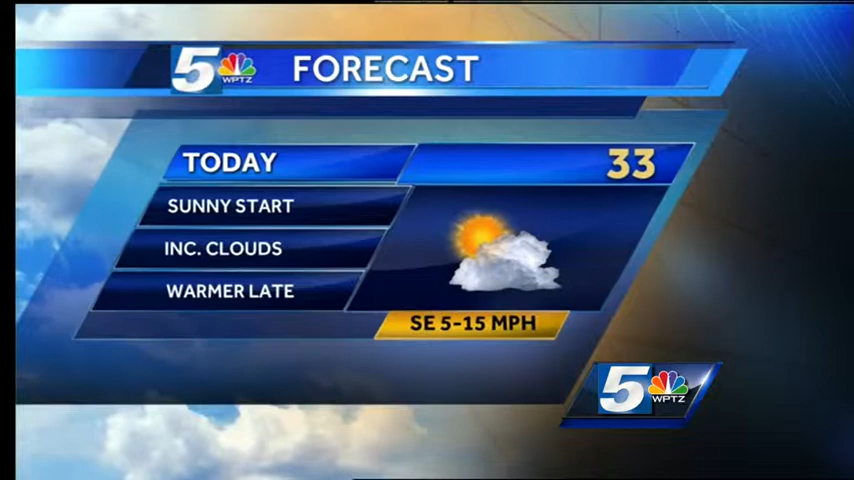 5 WPTZ FORECAST
TODAY 33
SUNNY START
INC. CLOUDS
WARMER LATE
SE 5-15 MPH
5 WPTZ